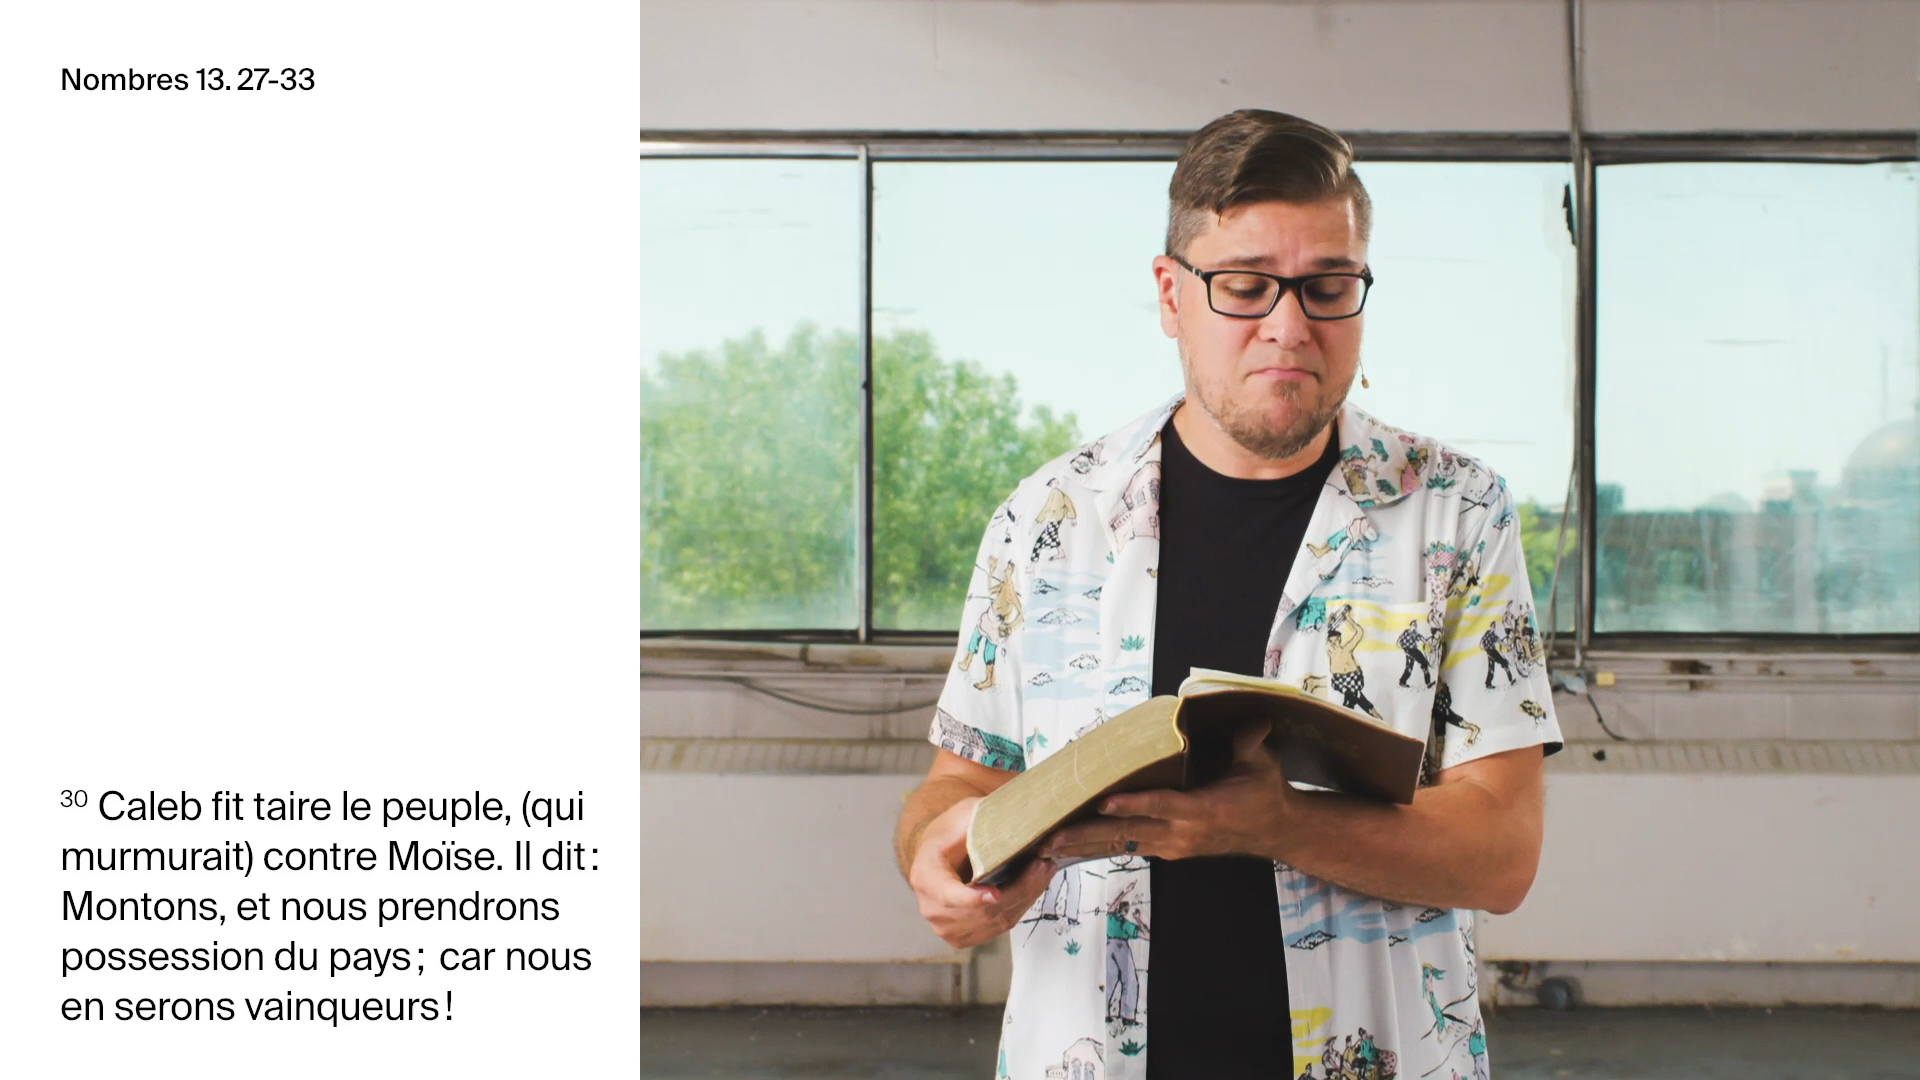 Nombres 13. 27-33
30 Caleb fit taire le peuple, (qui
murmurait) contre Moïse. Il dit :
Montons, et nous prendrons
possession du pays ; car nous
en serons vainqueurs !